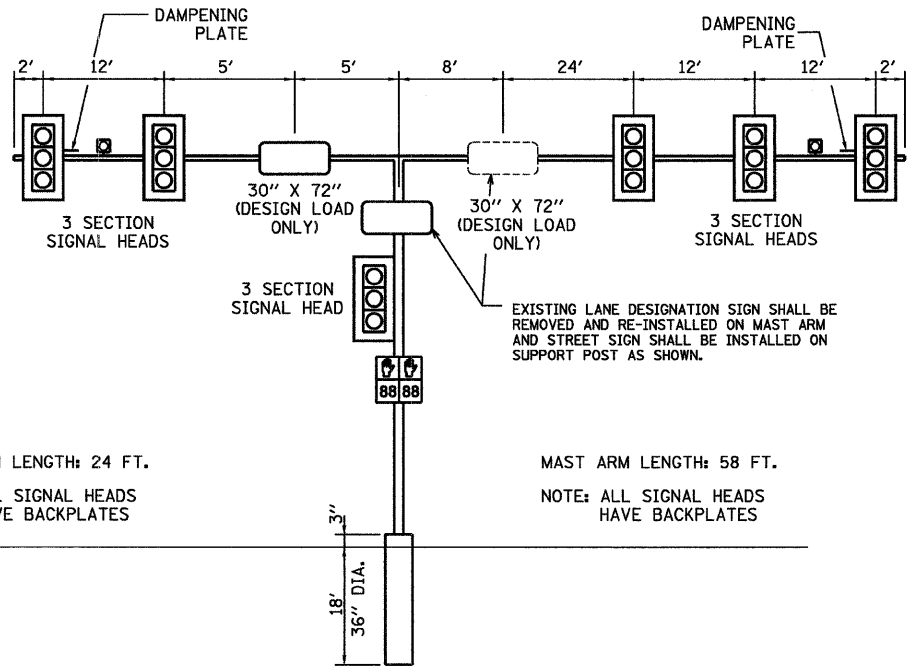 DAMPENING
PLATE
DAMPENING
PLATE
2' 12' 5' 5' 8' 24' 12' 12' 2'
30" X 72"
(DESIGN LOAD
ONLY)
30" X 72"
(DESIGN LOAD
ONLY)
3 SECTION
SIGNAL HEADS
3 SECTION
SIGNAL HEADS
3 SECTION
SIGNAL HEAD
EXISTING LANE DESIGNATION SIGN SHALL BE
REMOVED AND RE-INSTALLED ON MAST ARM
AND STREET SIGN SHALL BE INSTALLED ON
SUPPORT POST AS SHOWN.
88 88
LENGTH: 24 FT.
SIGNAL HEADS
BACKPLATES
MAST ARM LENGTH: 58 FT.
NOTE: ALL SIGNAL HEADS
HAVE BACKPLATES
3"
18'
36" DIA.